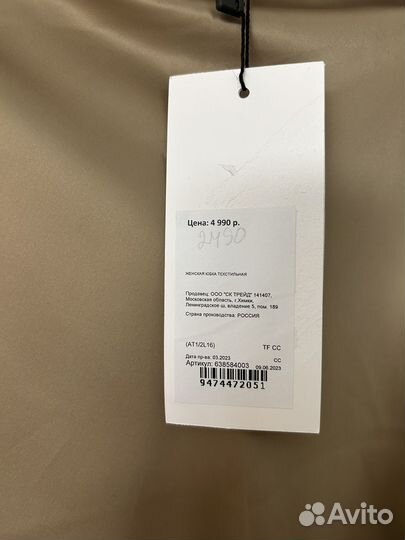 Цена: 4 990 р.
2490
ЖЕНСКАЯ ЮБКА ТЕКСТИЛЬНАЯ
Продавец: ООО "СК ТРЕЙД" 141407,
Московская область, г.Химки,
Ленинградское ш, владение 5, пом. 189
Страна производства: РОССИЯ
(AT1/2L16) TF CC
Дата пр-ва: 03.2023 CC
Артикул: 638584003 09.06.2023
9474472051
Avito